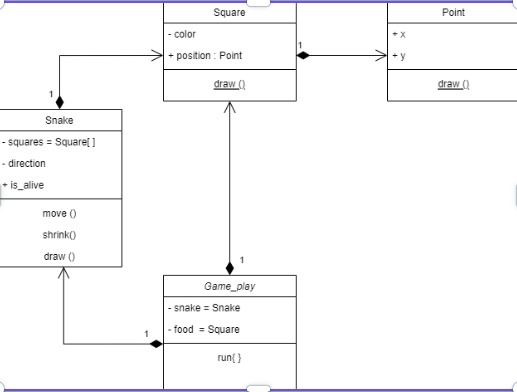 Square
- color
+ position : Point
draw ()
Point
+ x
+ y
draw ()
1
1
Snake
- squares = Square[ ]
- direction
+ is_alive
move ()
shrink()
draw ()
1
Game_play
- snake = Snake
- food = Square
run{ }
1